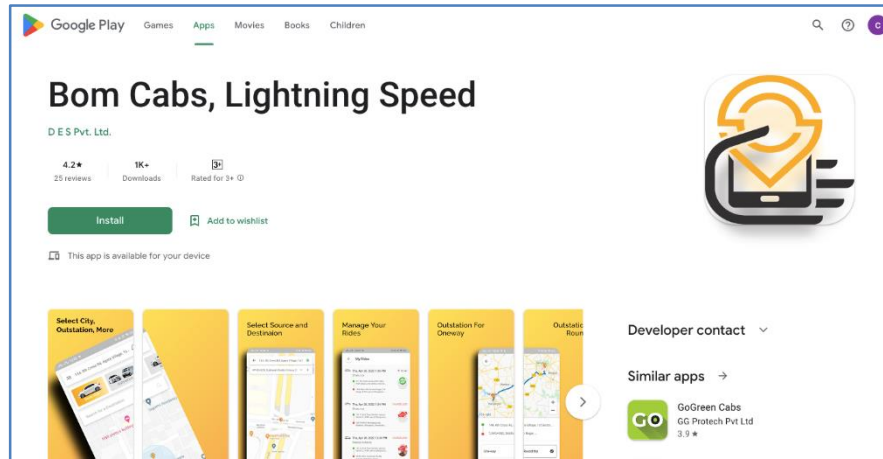 Google Play Games Apps Movies Books Children
C
Bom Cabs, Lightning Speed
D E S Pvt. Ltd.
4.2★ 1K+ 3+
25 reviews Downloads Rated for 3+
Install Add to wishlist
This app is available for your device
Select City,
Outstation, More
Select Source and
Destinaion
Manage Your
Rides
Outstation For
Oneway
Outstatio
Roun
My Rides
Developer contact
Similar apps →
GO
GoGreen Cabs
GG Protech Pvt Ltd
3.9★